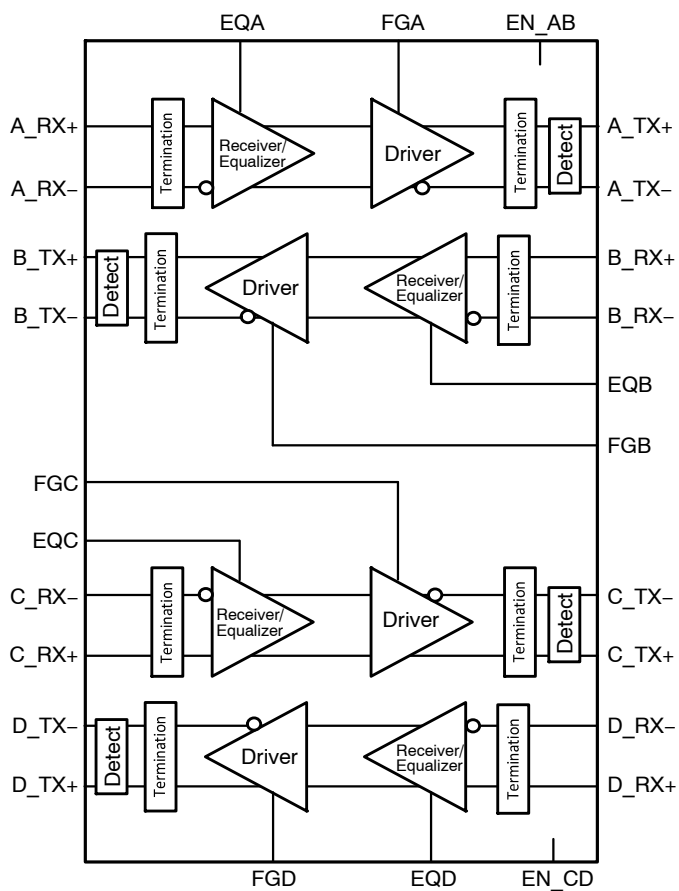 EQA FGA EN_AB
A_RX+ Termination Receiver/ Equalizer Driver Termination Detect A_TX+
A_RX− A_TX−
B_TX+ Detect Termination Driver Receiver/ Equalizer Termination B_RX+
B_TX− B_RX−
EQB
FGB
FGC
EQC
C_RX− Termination Receiver/ Equalizer Driver Termination Detect C_TX−
C_RX+ C_TX+
D_TX− Detect Termination Driver Receiver/ Equalizer Termination D_RX−
D_TX+ D_RX+
FGD EQD EN_CD